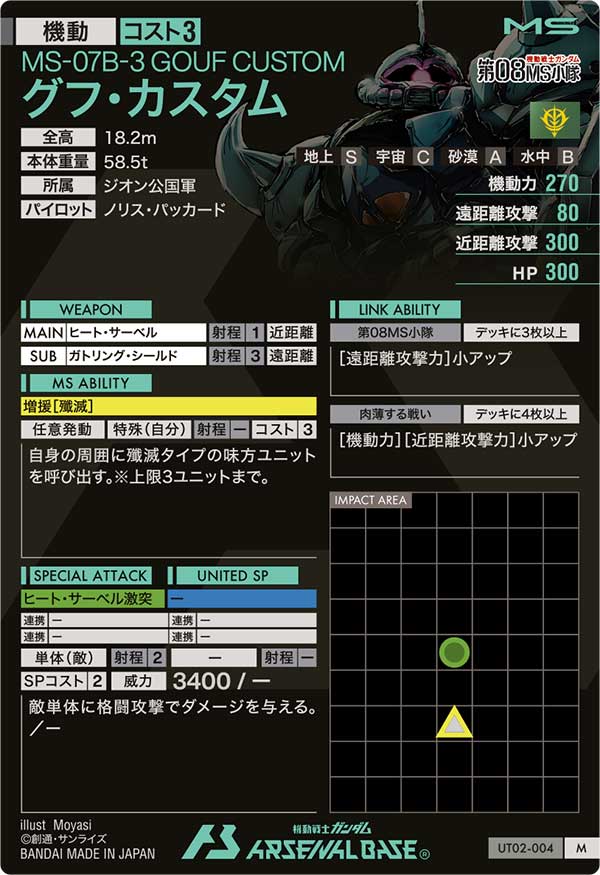 機動 コスト3
MS
MS-07B-3 GOUF CUSTOM
グフ・カスタム
機動戦士ガンダム
第08MS小隊
全高 18.2m
本体重量 58.5t
所属 ジオン公国軍
パイロット ノリス・パッカード
地上 S 宇宙 C 砂漠 A 水中 B
機動力 270
遠距離攻撃 80
近距離攻撃 300
HP 300
WEAPON
MAIN ヒート・サーベル 射程 1 近距離
SUB ガトリング・シールド 射程 3 遠距離
MS ABILITY
増援[殲滅]
任意発動 特殊(自分) 射程 ー コスト 3
自身の周囲に殲滅タイプの味方ユニット
を呼び出す。※上限3ユニットまで。
LINK ABILITY
第08MS小隊 デッキに3枚以上
[遠距離攻撃力]小アップ
肉薄する戦い デッキに4枚以上
[機動力][近距離攻撃力]小アップ
IMPACT AREA
SPECIAL ATTACK UNITED SP
ヒート・サーベル激突 ー
連携 ー 連携 ー
連携 ー 連携 ー
単体(敵) 射程 2 ー 射程 ー
SPコスト 2 威力 3400 / ー
敵単体に格闘攻撃でダメージを与える。
/ー
illust Moyasi
©創通・サンライズ
BANDAI MADE IN JAPAN
機動戦士ガンダム
ARSENAL BASE®
UT02-004 M